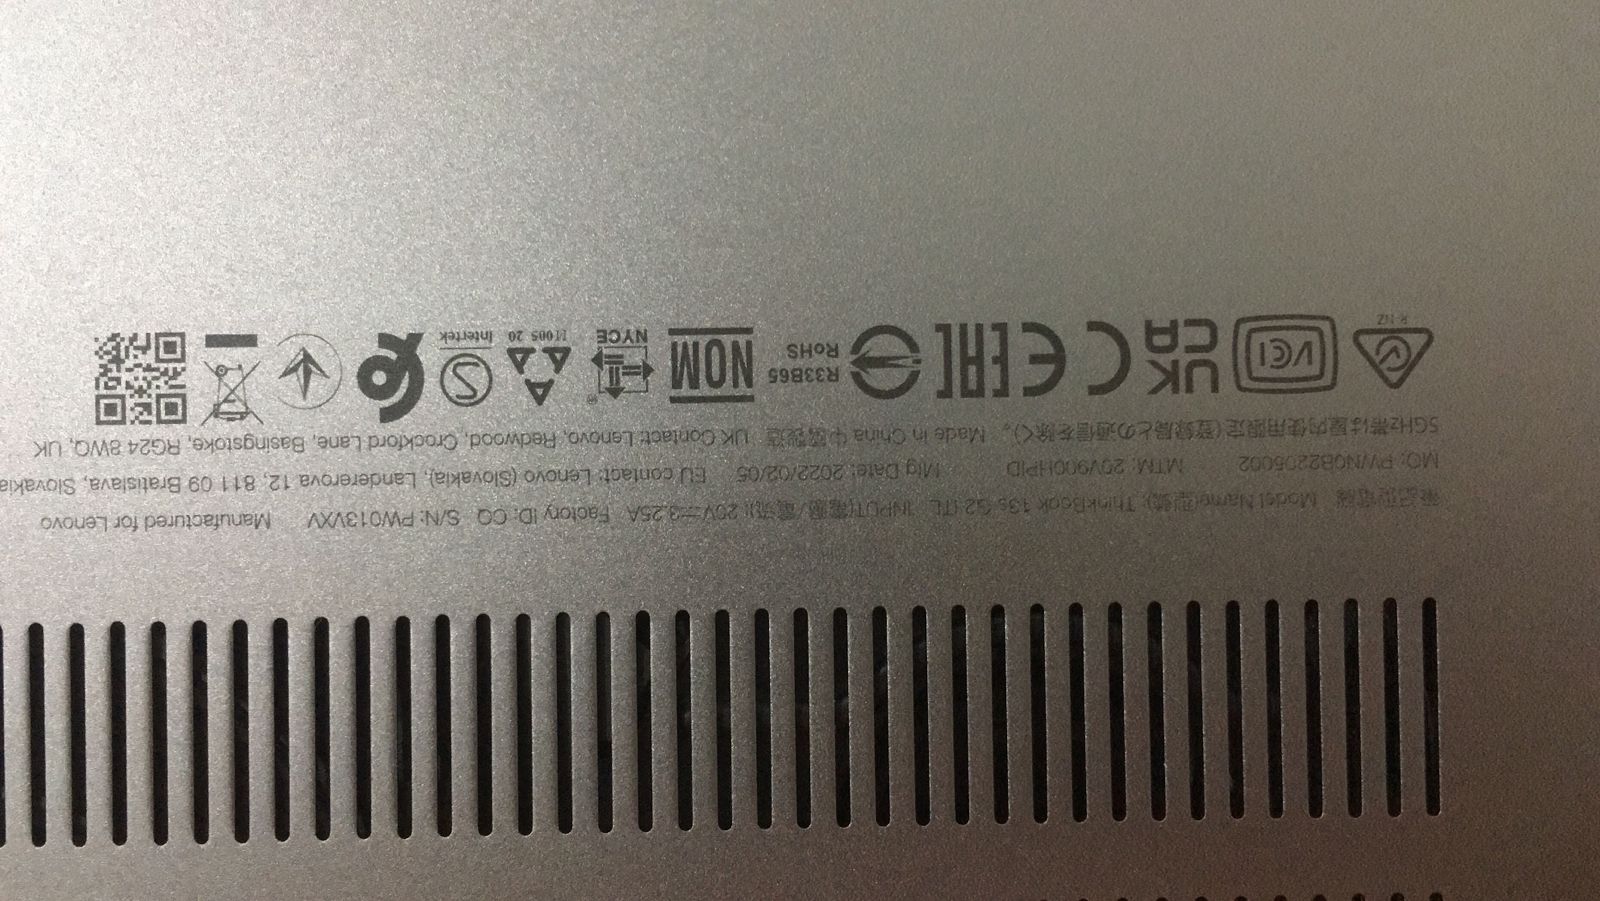 筆記型電腦 Model Name(型號): ThinkBook 13s G2 ITL INPUT(電壓/電流): 20V⎓3.25A Factory ID: CQ S/N: PW013VXV Manufactured for Lenovo
MO: PWN0B2205002 MTM: 20V900HPIH Mfg Date: 2022/02/05 EU contact: Lenovo (Slovakia), Landererova 12, 811 09 Bratislava, Slovakia
5GHz帯は屋内使用限定 (登録局との通信を除く)。 Made in China 中國製造 UK Contact: Lenovo, Redwood, Crockford Lane, Basingstoke, RG24 8WQ, UK
R-NZ VCI UK CA CE EAC R33B65 RoHS NOM NYCE 11005 20 S Intertek